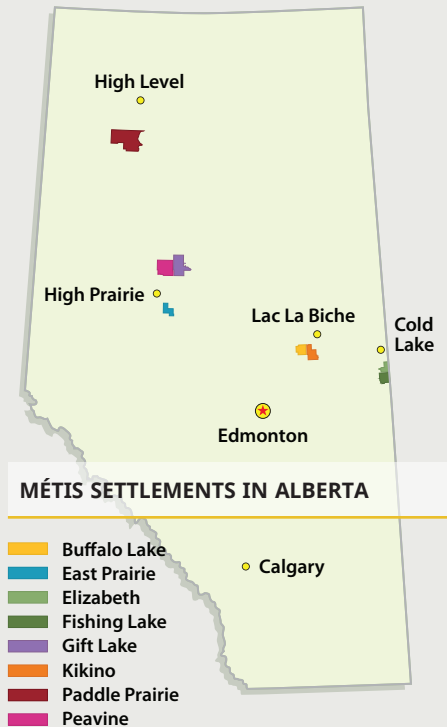 High Level
High Prairie
Lac La Biche
Cold
Lake
Edmonton
MÉTIS SETTLEMENTS IN ALBERTA
Calgary
Buffalo Lake
East Prairie
Elizabeth
Fishing Lake
Gift Lake
Kikino
Paddle Prairie
Peavine